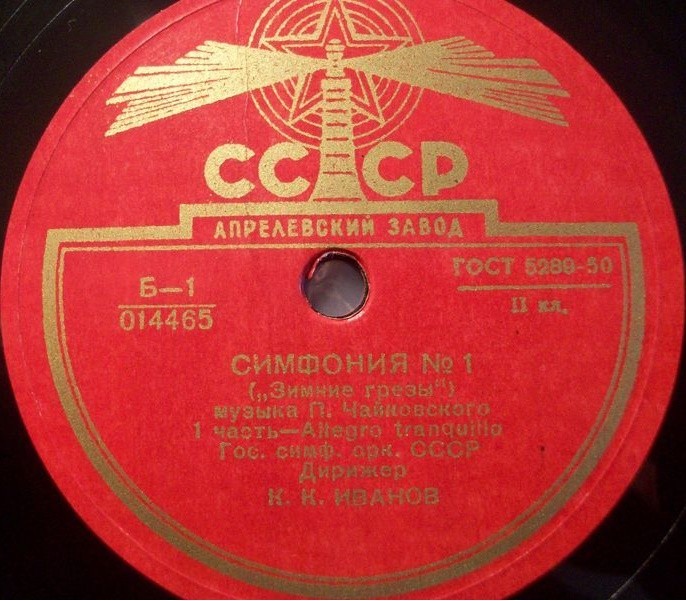 СССР
АПРЕЛЕВСКИЙ ЗАВОД
Б—1
014465
ГОСТ 5289-50
II кл.
СИМФОНИЯ № 1
(„Зимние грезы")
музыка П. Чайковского
1 часть—Allegro tranquillo
Гос. симф. орк. СССР
Дирижер
К. К. ИВАНОВ